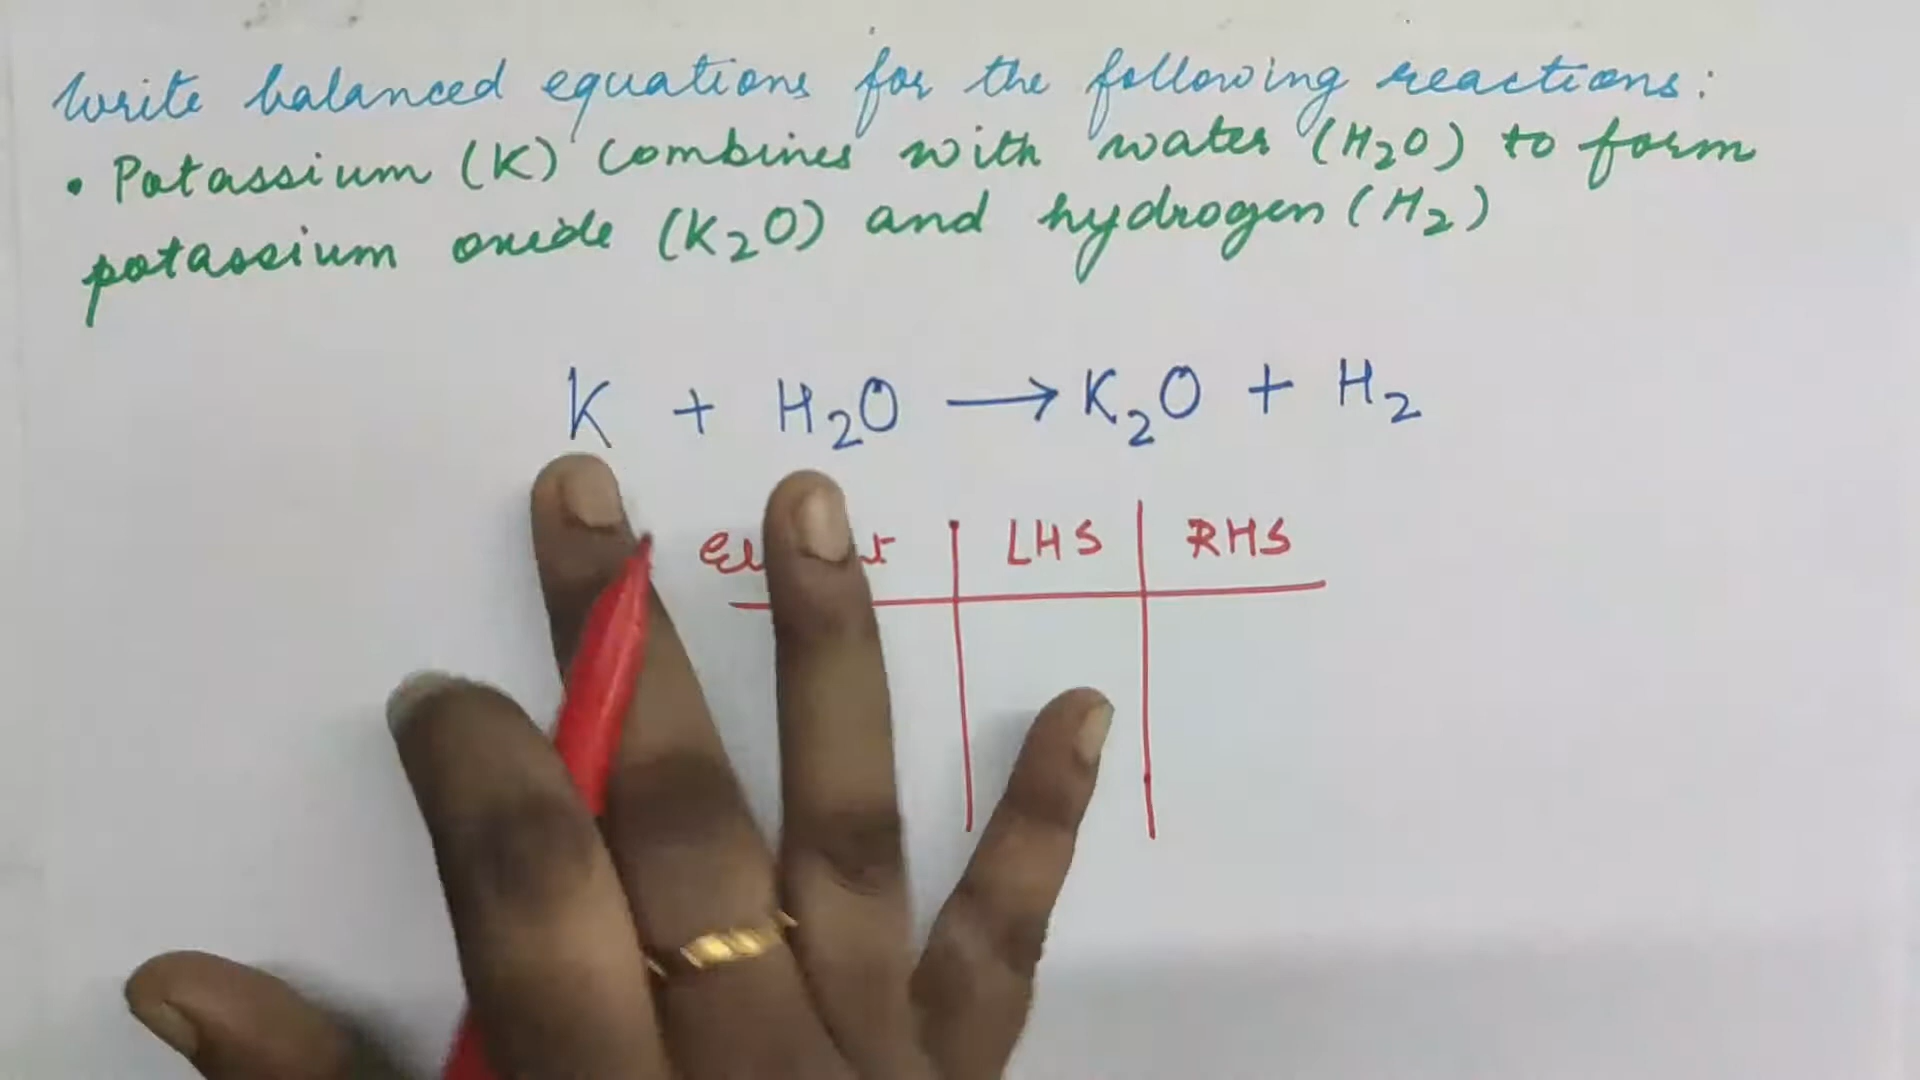 Write balanced equations for the following reactions:
• Potassium (K) combines with water (H₂O) to form
potassium oxide (K₂O) and hydrogen (H₂)
K + H₂O → K₂O + H₂
LHS RHS